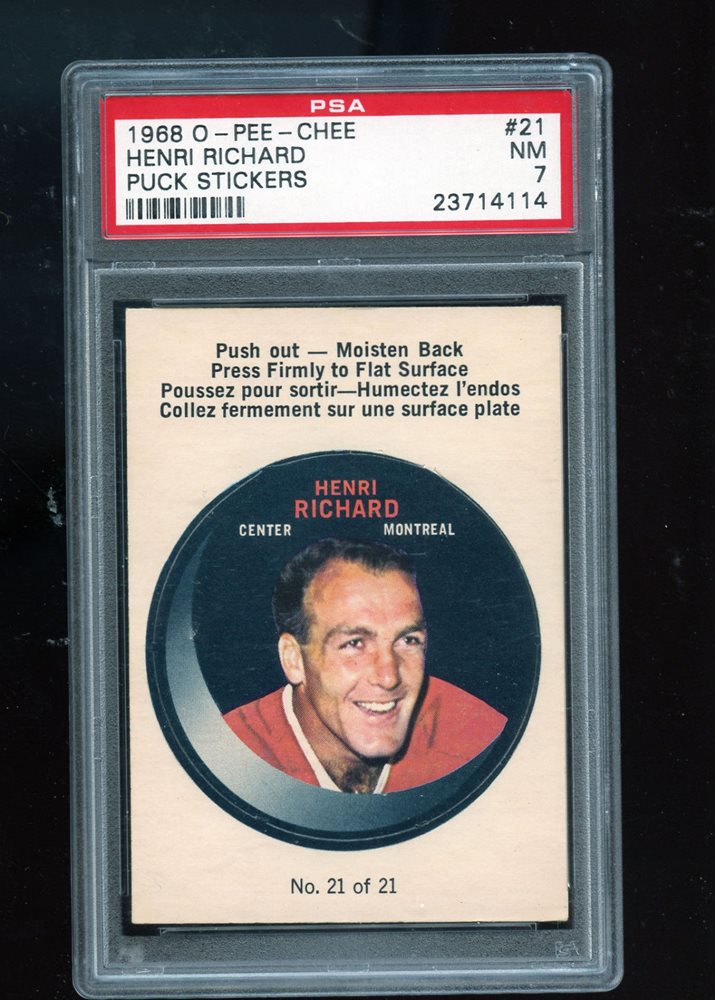 PSA
1968 O-PEE-CHEE #21
HENRI RICHARD NM
PUCK STICKERS 7
23714114
Push out — Moisten Back
Press Firmly to Flat Surface
Poussez pour sortir—Humectez l'endos
Collez fermement sur une surface plate
HENRI
RICHARD
CENTER MONTREAL
No. 21 of 21